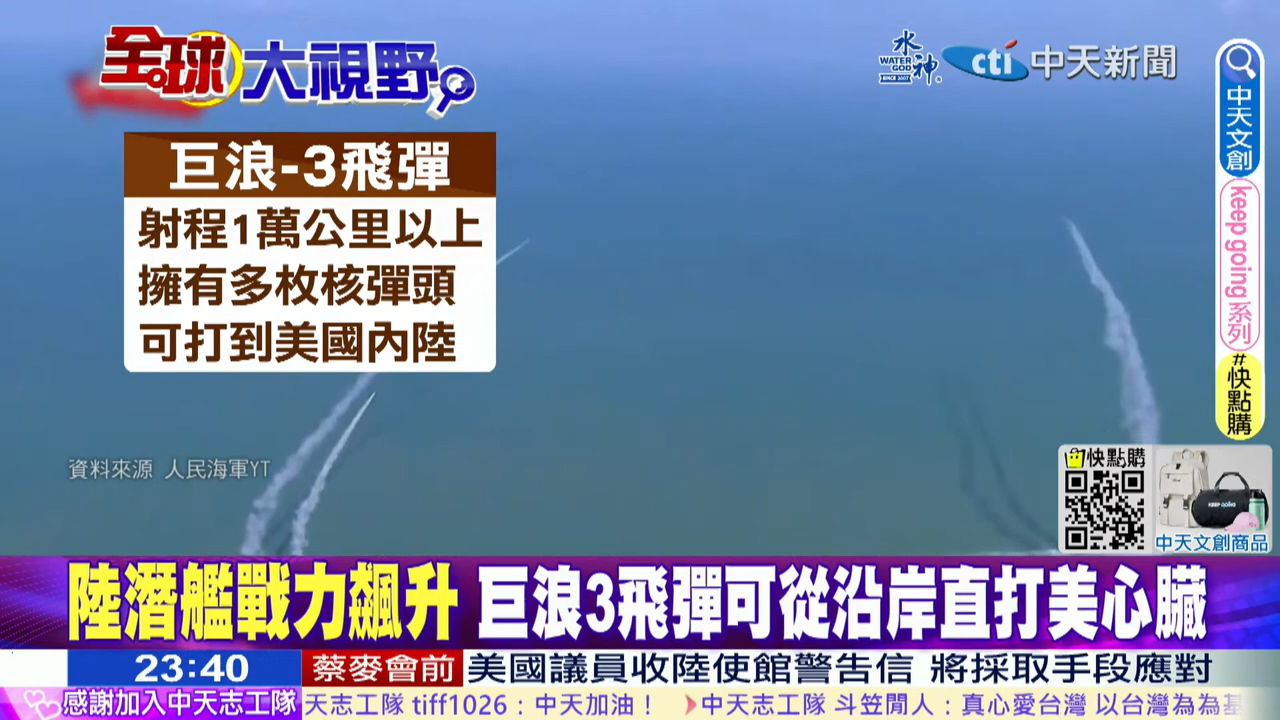 全球大視野
水神
WATER GOD
SINCE 2007
cti 中天新聞
巨浪-3飛彈
射程1萬公里以上
擁有多枚核彈頭
可打到美國內陸
資料來源 人民海軍YT
中天文創
keep going系列
#快點購
快點購
KEEP GOING
中天文創商品
陸潛艦戰力飆升 巨浪3飛彈可從沿岸直打美心臟
23:40 蔡麥會前 美國議員收陸使館警告信 將採取手段應對
感謝加入中天志工隊 天志工隊 tiff1026：中天加油！ 中天志工隊 斗笠閒人：真心愛台灣 以台灣為為基